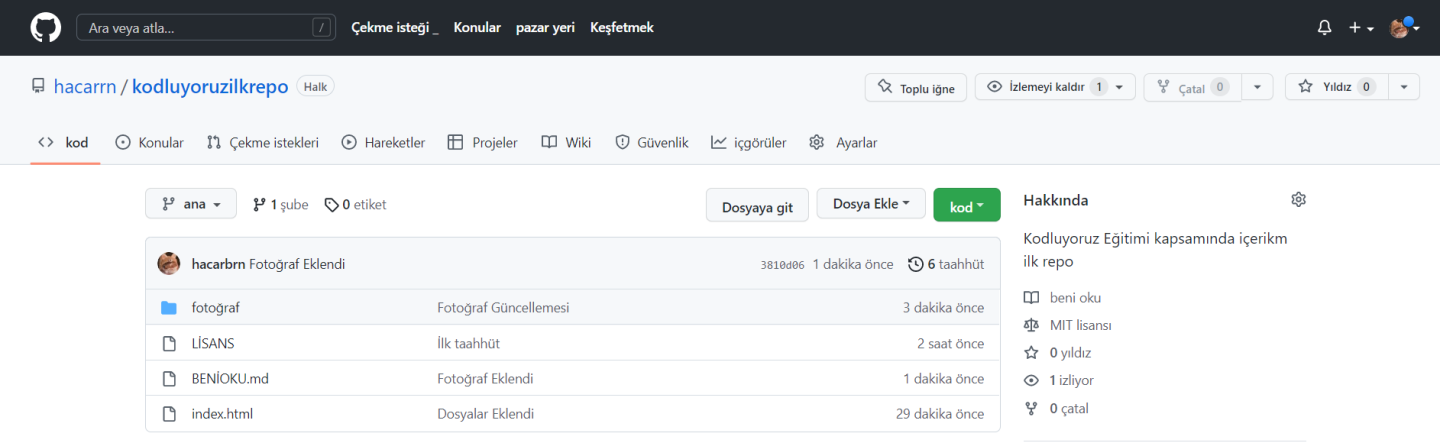 Ara veya atla... / Çekme isteği _ Konular pazar yeri Keşfetmek
hacarrn / kodluyoruzilkrepo Halk Toplu iğne İzlemeyi kaldır 1 Çatal 0 Yıldız 0
kod Konular Çekme istekleri Hareketler Projeler Wiki Güvenlik içgörüler Ayarlar
ana 1 şube 0 etiket Dosyaya git Dosya Ekle kod
hacarbrn Fotoğraf Eklendi 3810d06 1 dakika önce 6 taahhüt
fotoğraf Fotoğraf Güncellemesi 3 dakika önce
LİSANS İlk taahhüt 2 saat önce
BENİOKU.md Fotoğraf Eklendi 1 dakika önce
index.html Dosyalar Eklendi 29 dakika önce
Hakkında
Kodluyoruz Eğitimi kapsamında içerikm
ilk repo
beni oku
MIT lisansı
0 yıldız
1 izliyor
0 çatal